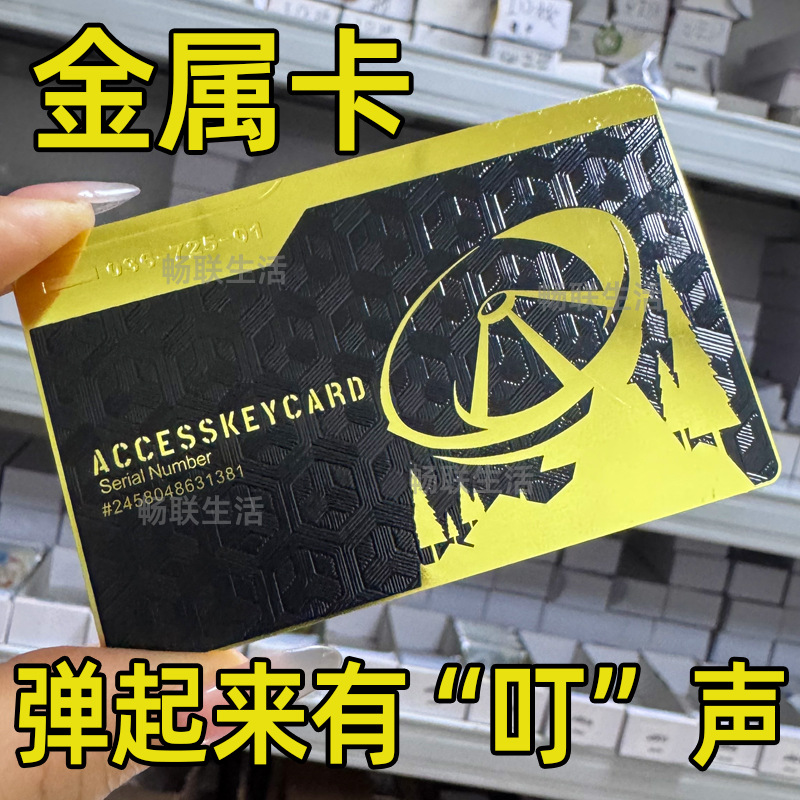 金属卡
036-725-01
畅联生活
畅联生活
ACCESSKEYCARD
Serial Number
#2458048631381
畅联生活
畅联生活
弹起来有“叮”声